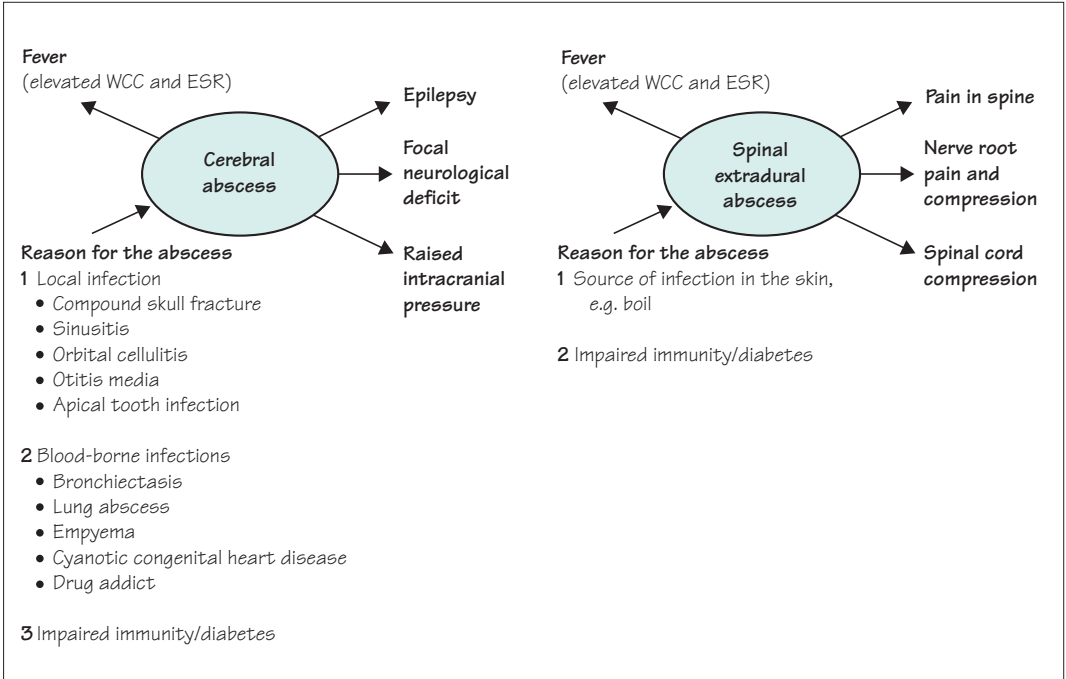 Fever
(elevated WCC and ESR)
Cerebral
abscess
Epilepsy
Focal
neurological
deficit
Raised
intracranial
pressure
Reason for the abscess
1 Local infection
• Compound skull fracture
• Sinusitis
• Orbital cellulitis
• Otitis media
• Apical tooth infection
2 Blood-borne infections
• Bronchiectasis
• Lung abscess
• Empyema
• Cyanotic congenital heart disease
• Drug addict
3 Impaired immunity/diabetes
Fever
(elevated WCC and ESR)
Spinal
extradural
abscess
Pain in spine
Nerve root
pain and
compression
Spinal cord
compression
Reason for the abscess
1 Source of infection in the skin,
e.g. boil
2 Impaired immunity/diabetes